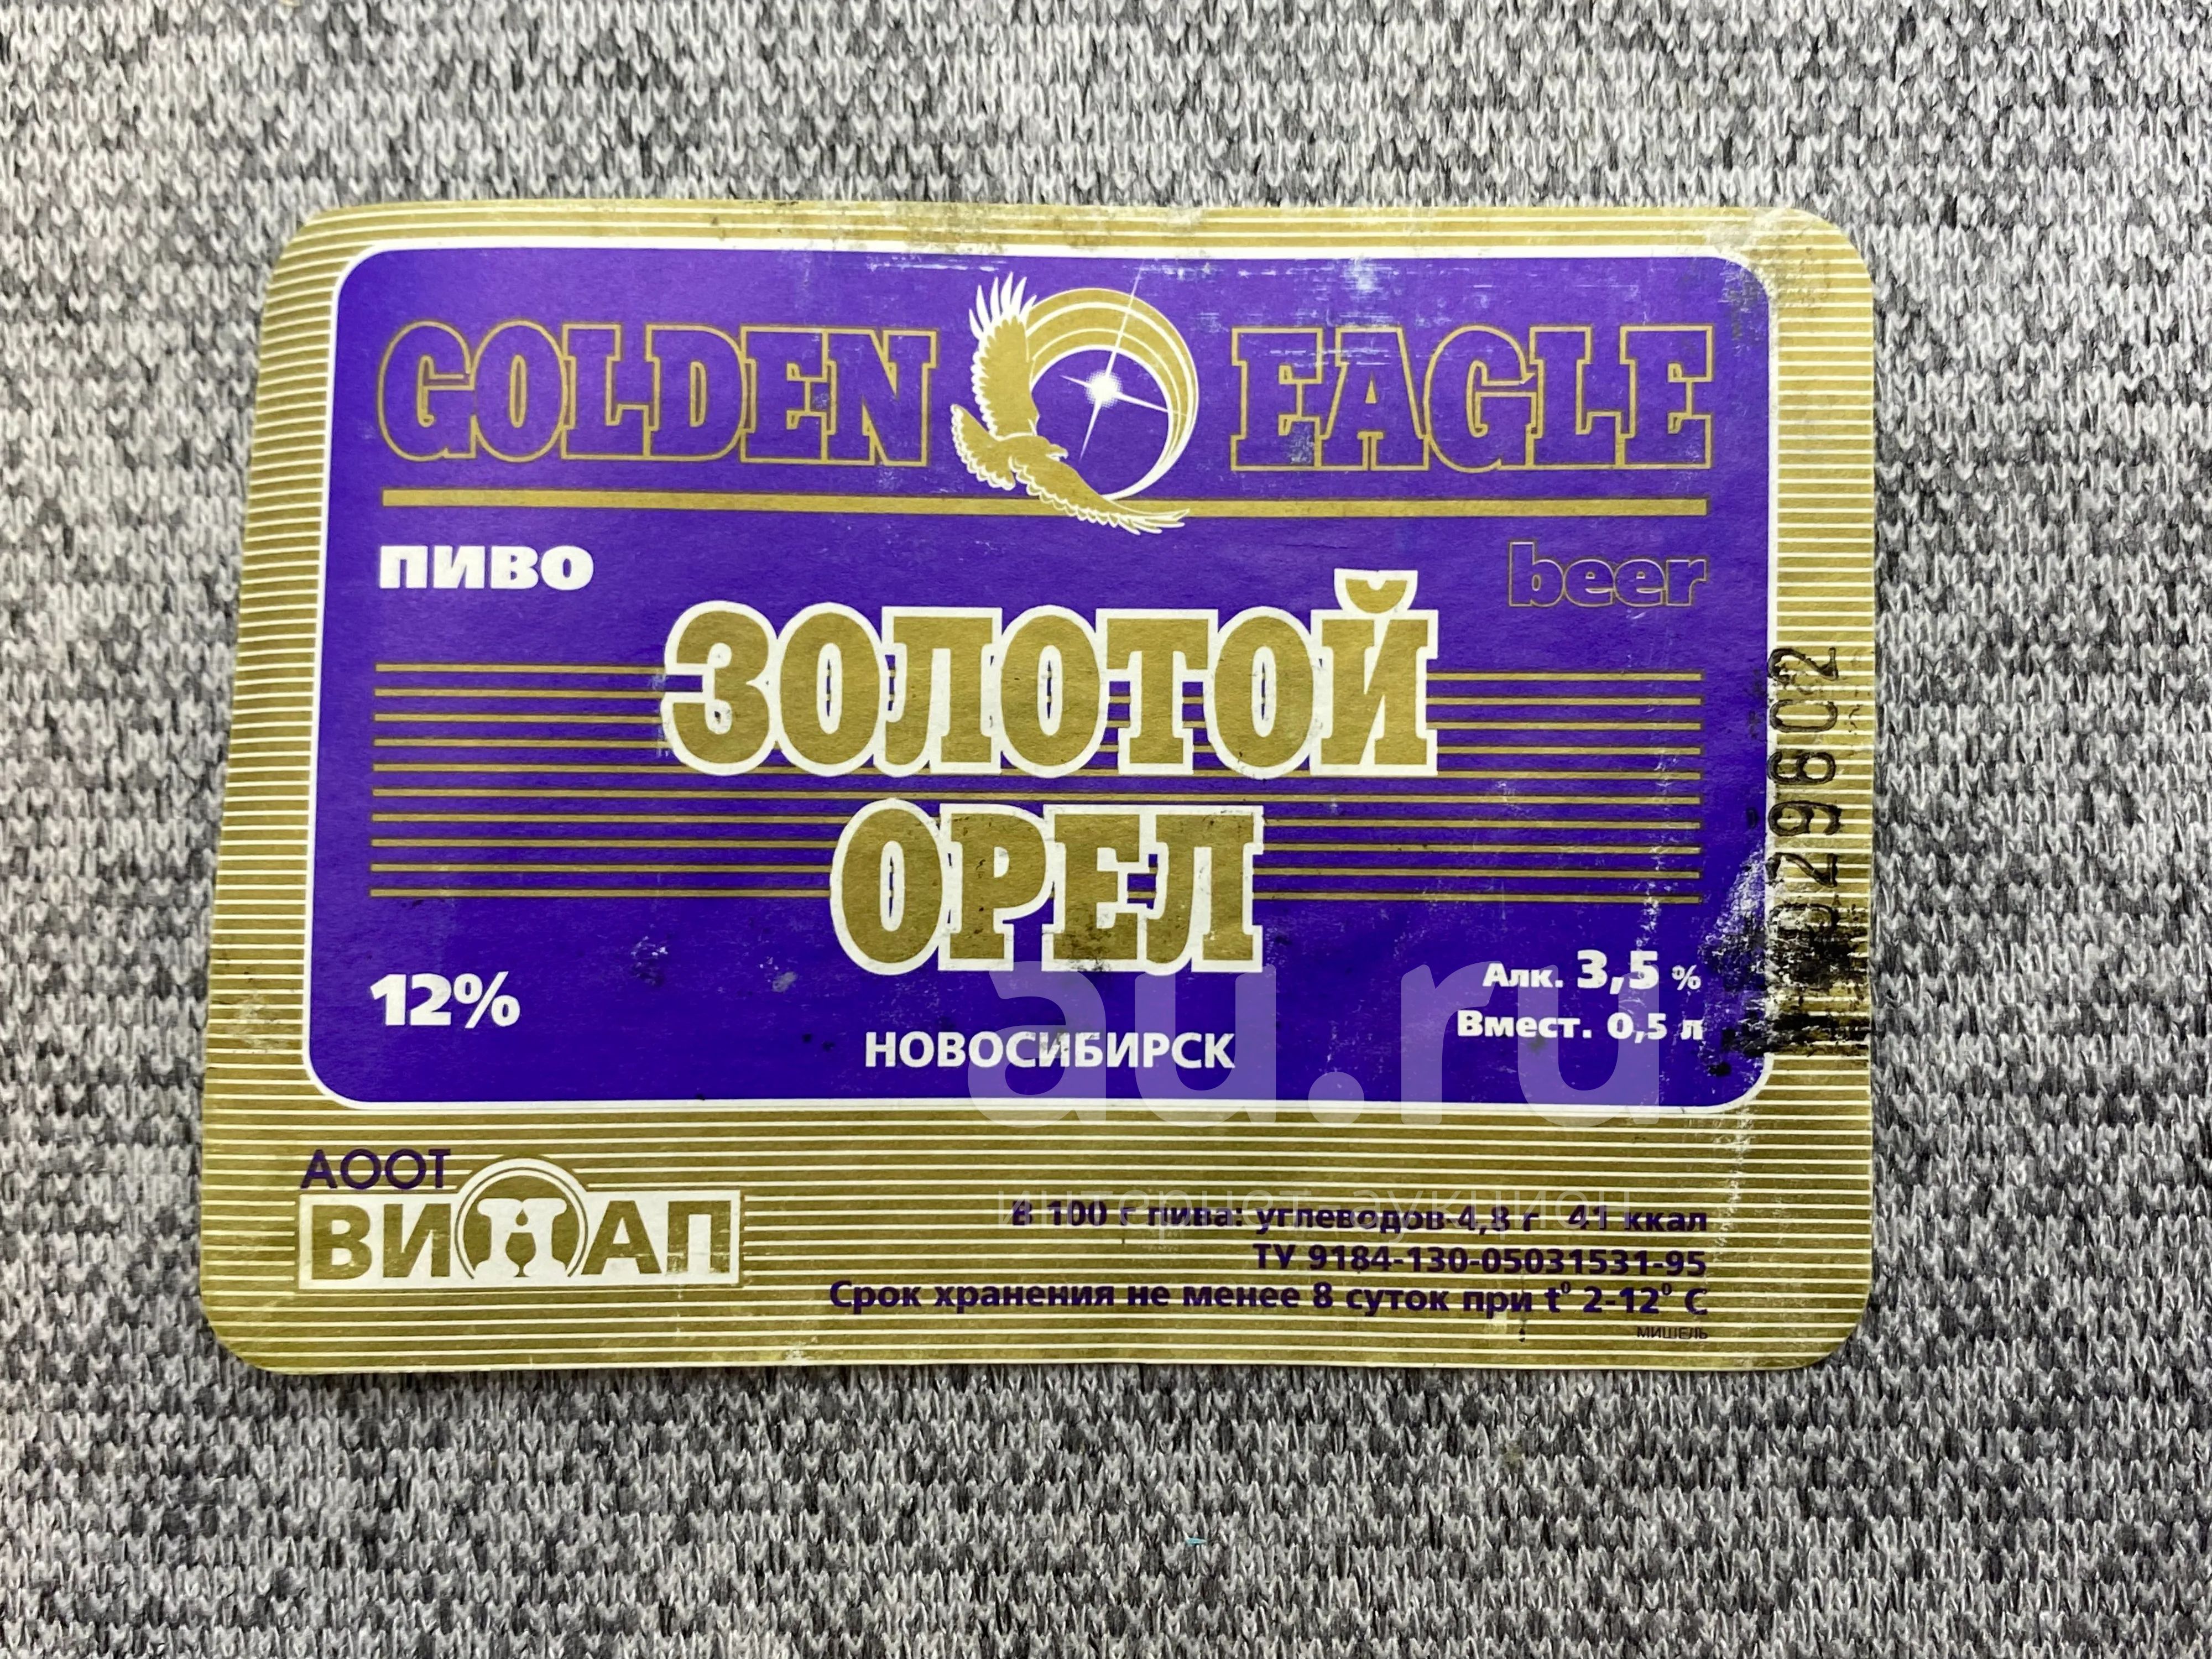 GOLDEN EAGLE
пиво
beer
ЗОЛОТОЙ
ОРЕЛ
12%
Алк. 3,5 %
Вмест. 0,5 л
НОВОСИБИРСК
au.ru
интернет аукцион
АООТ
ВИНАП
В 100 г пива: углеводов-4,8 г 41 ккал
ТУ 9184-130-05031531-95
Срок хранения не менее 8 суток при t⁰ 2-12⁰ С
МИШЕЛЬ